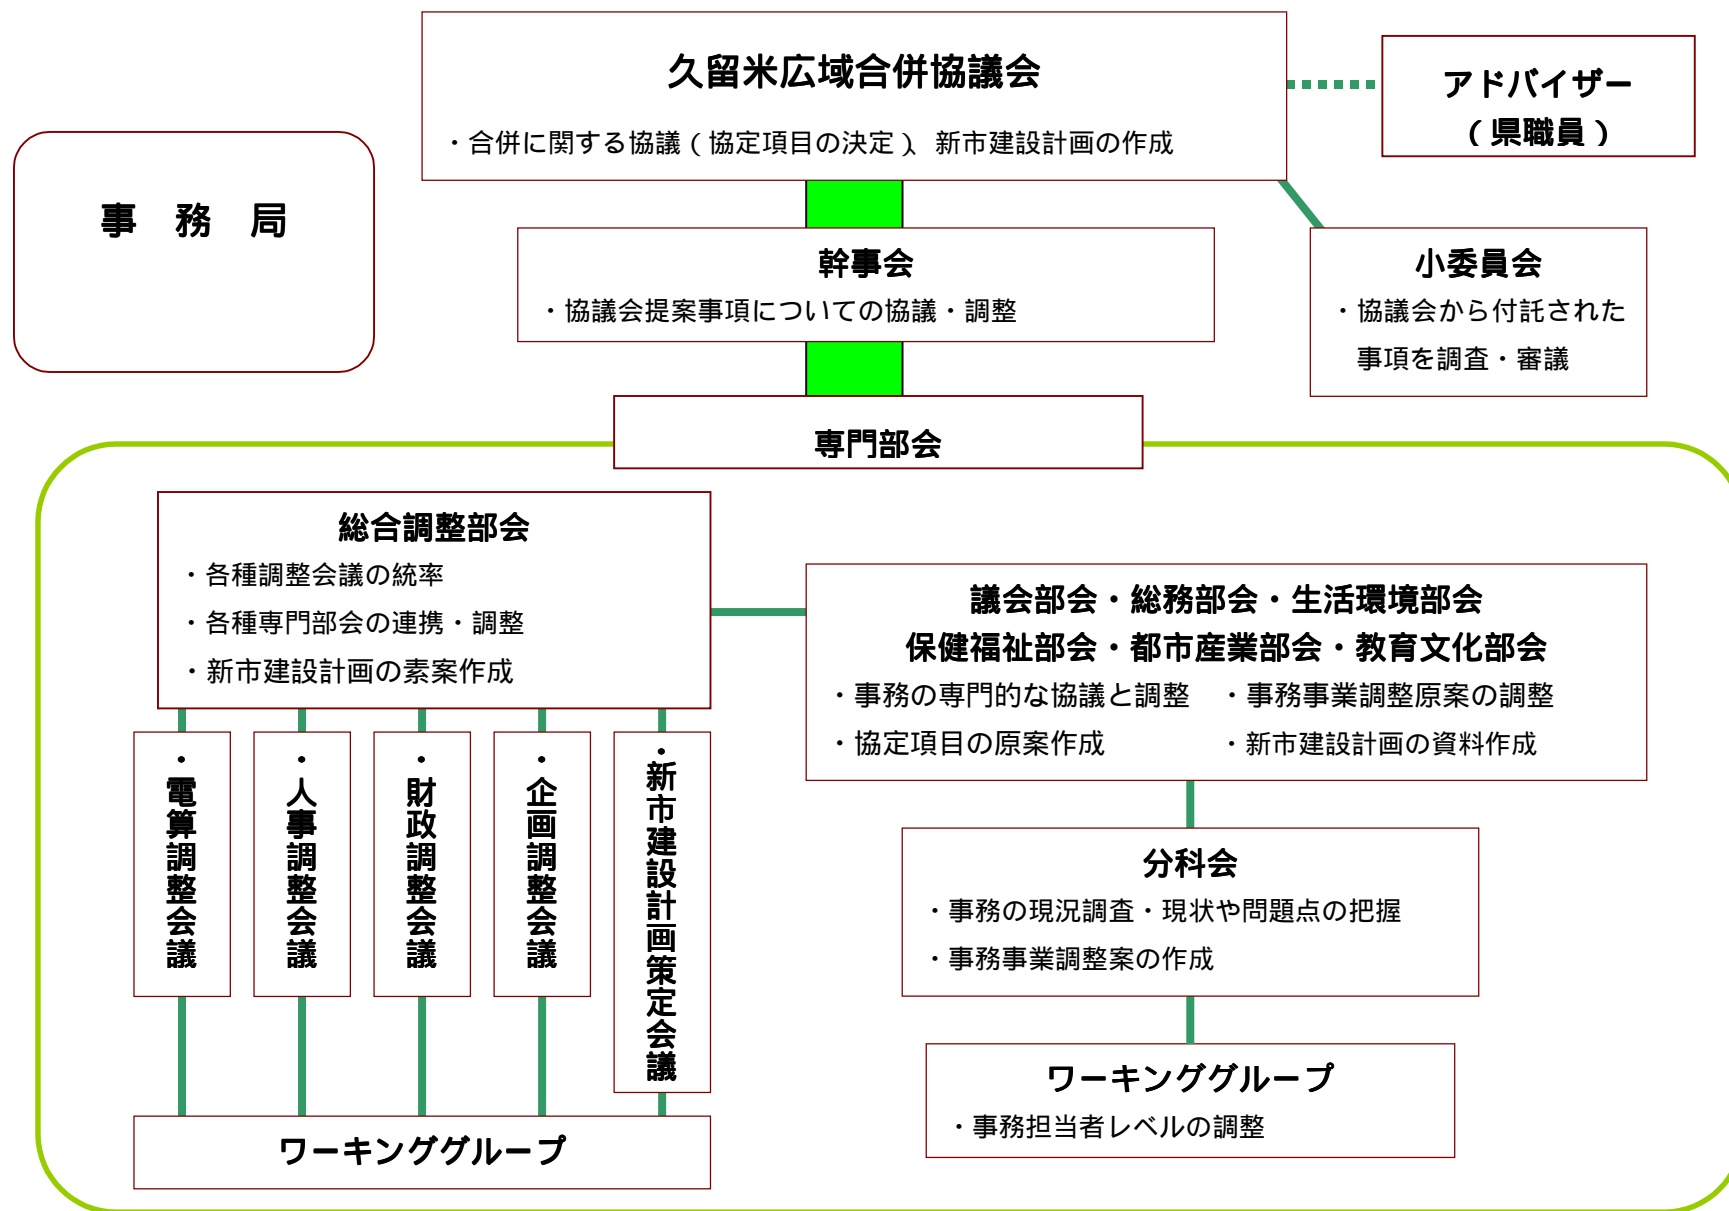 久留米広域合併協議会
・合併に関する協議（協定項目の決定）、新市建設計画の作成
アドバイザー
（県職員）
事　務　局
幹事会
・協議会提案事項についての協議・調整
小委員会
・協議会から付託された
事項を調査・審議
専門部会
総合調整部会
・各種調整会議の統率
・各種専門部会の連携・調整
・新市建設計画の素案作成
議会部会・総務部会・生活環境部会
保健福祉部会・都市産業部会・教育文化部会
・事務の専門的な協議と調整　・事務事業調整原案の調整
・協定項目の原案作成　・新市建設計画の資料作成
・電算調整会議
・人事調整会議
・財政調整会議
・企画調整会議
・新市建設計画策定会議
ワーキンググループ
分科会
・事務の現況調査・現状や問題点の把握
・事務事業調整案の作成
ワーキンググループ
・事務担当者レベルの調整